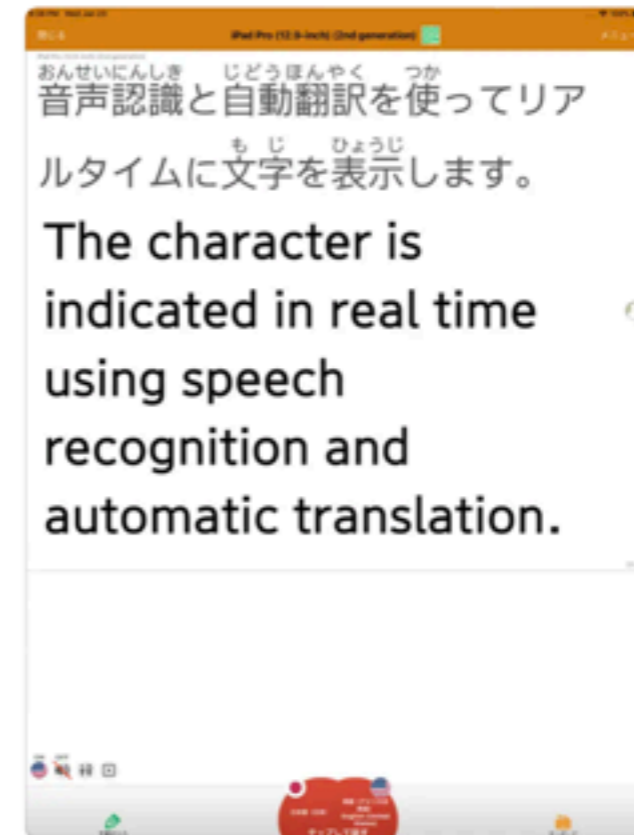 閉じる
iPad Pro (12.9-inch) (2nd generation)
おんせいにんしき じどうほんやく つか
音声認識と自動翻訳を使ってリア
もじ ひょうじ
ルタイムに文字を表示します。
The character is
indicated in real time
using speech
recognition and
automatic translation.